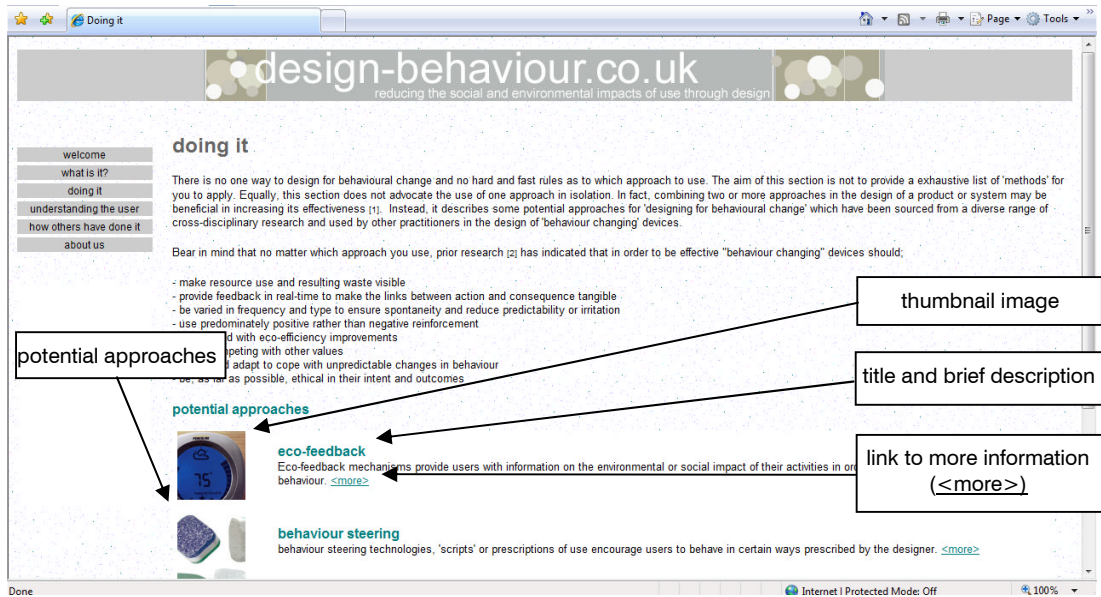 Doing it
Page
Tools
design-behaviour.co.uk
reducing the social and environmental impacts of use through design
welcome
what is it?
doing it
understanding the user
how others have done it
about us
doing it
There is no one way to design for behavioural change and no hard and fast rules as to which approach to use. The aim of this section is not to provide a exhaustive list of 'methods' for
you to apply. Equally, this section does not advocate the use of one approach in isolation. In fact, combining two or more approaches in the design of a product or system may be
beneficial in increasing its effectiveness [1]. Instead, it describes some potential approaches for 'designing for behavioural change' which have been sourced from a diverse range of
cross-disciplinary research and used by other practitioners in the design of 'behaviour changing' devices.
Bear in mind that no matter which approach you use, prior research [2] has indicated that in order to be effective "behaviour changing" devices should;
- make resource use and resulting waste visible
- provide feedback in real-time to make the links between action and consequence tangible
- be varied in frequency and type to ensure spontaneity and reduce predictability or irritation
- use predominately positive rather than negative reinforcement
with eco-efficiency improvements
with other values
adapt to cope with unpredictable changes in behaviour
- be, as far as possible, ethical in their intent and outcomes
potential approaches
thumbnail image
title and brief description
link to more information
(<more>)
potential approaches
75
eco-feedback
Eco-feedback mechanisms provide users with information on the environmental or social impact of their activities in
behaviour. <more>
behaviour steering
behaviour steering technologies, 'scripts' or prescriptions of use encourage users to behave in certain ways prescribed by the designer. <more>
Done
Internet | Protected Mode: Off
100%